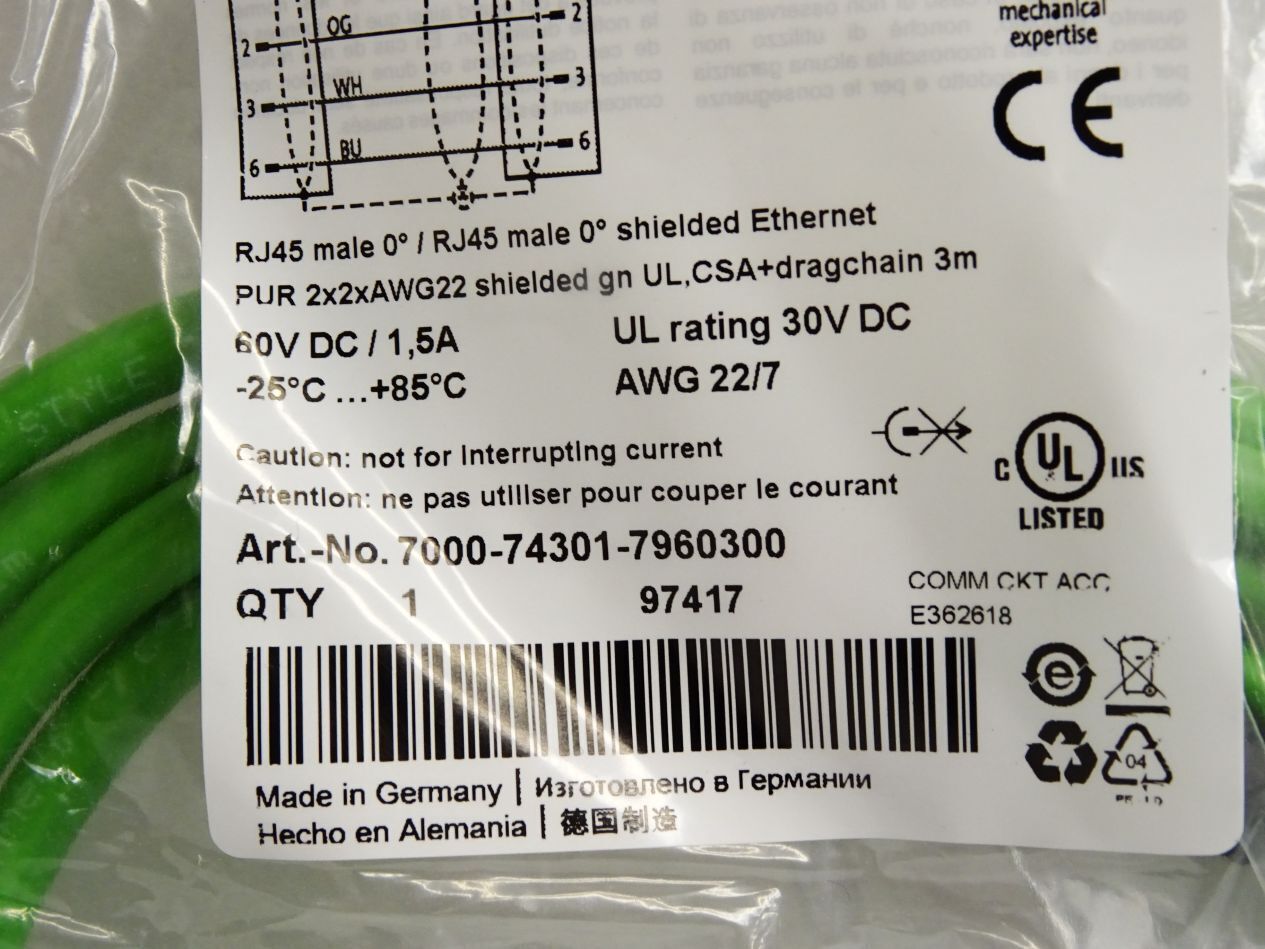 mechanical
expertise
OG
2 2
WH
3 3
BU
6 6
CE
RJ45 male 0° / RJ45 male 0° shielded Ethernet
PUR 2x2xAWG22 shielded gn UL,CSA+dragchain 3m
60V DC / 1,5A UL rating 30V DC
-25°C ...+85°C AWG 22/7
Caution: not for interrupting current
Attention: ne pas utiliser pour couper le courant
C UL US
LISTED
Art.-No. 7000-74301-7960300
QTY 1 97417
COMM CKT ACC
E362618
e
04
Made in Germany | Изготовлено в Германии
Hecho en Alemania | 德国制造
STYLE